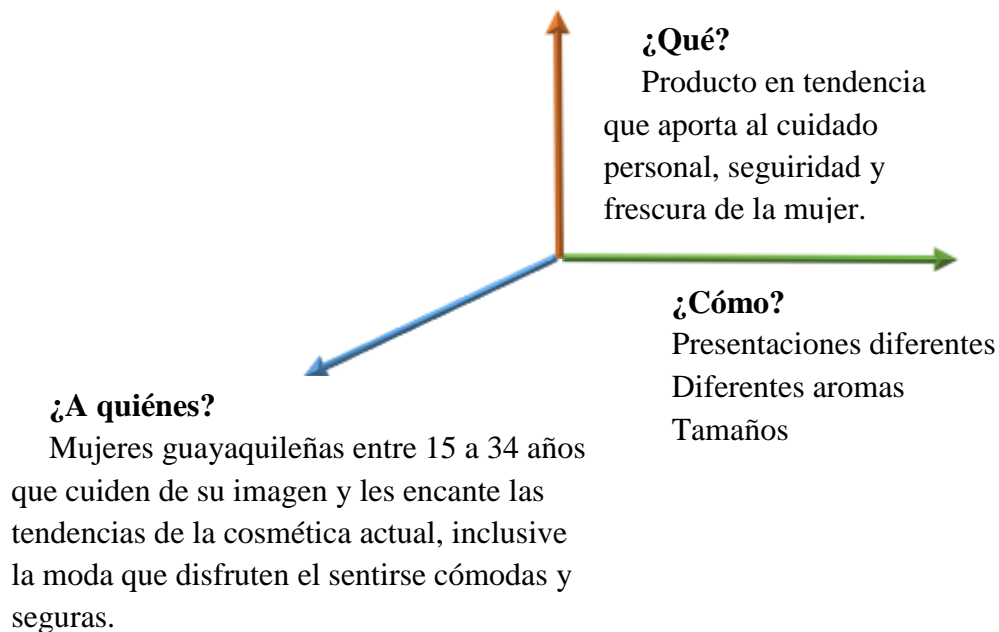 ¿Qué?
Producto en tendencia
que aporta al cuidado
personal, seguiridad y
frescura de la mujer.
¿Cómo?
Presentaciones diferentes
Diferentes aromas
Tamaños
¿A quiénes?
Mujeres guayaquileñas entre 15 a 34 años
que cuiden de su imagen y les encante las
tendencias de la cosmética actual, inclusive
la moda que disfruten el sentirse cómodas y
seguras.